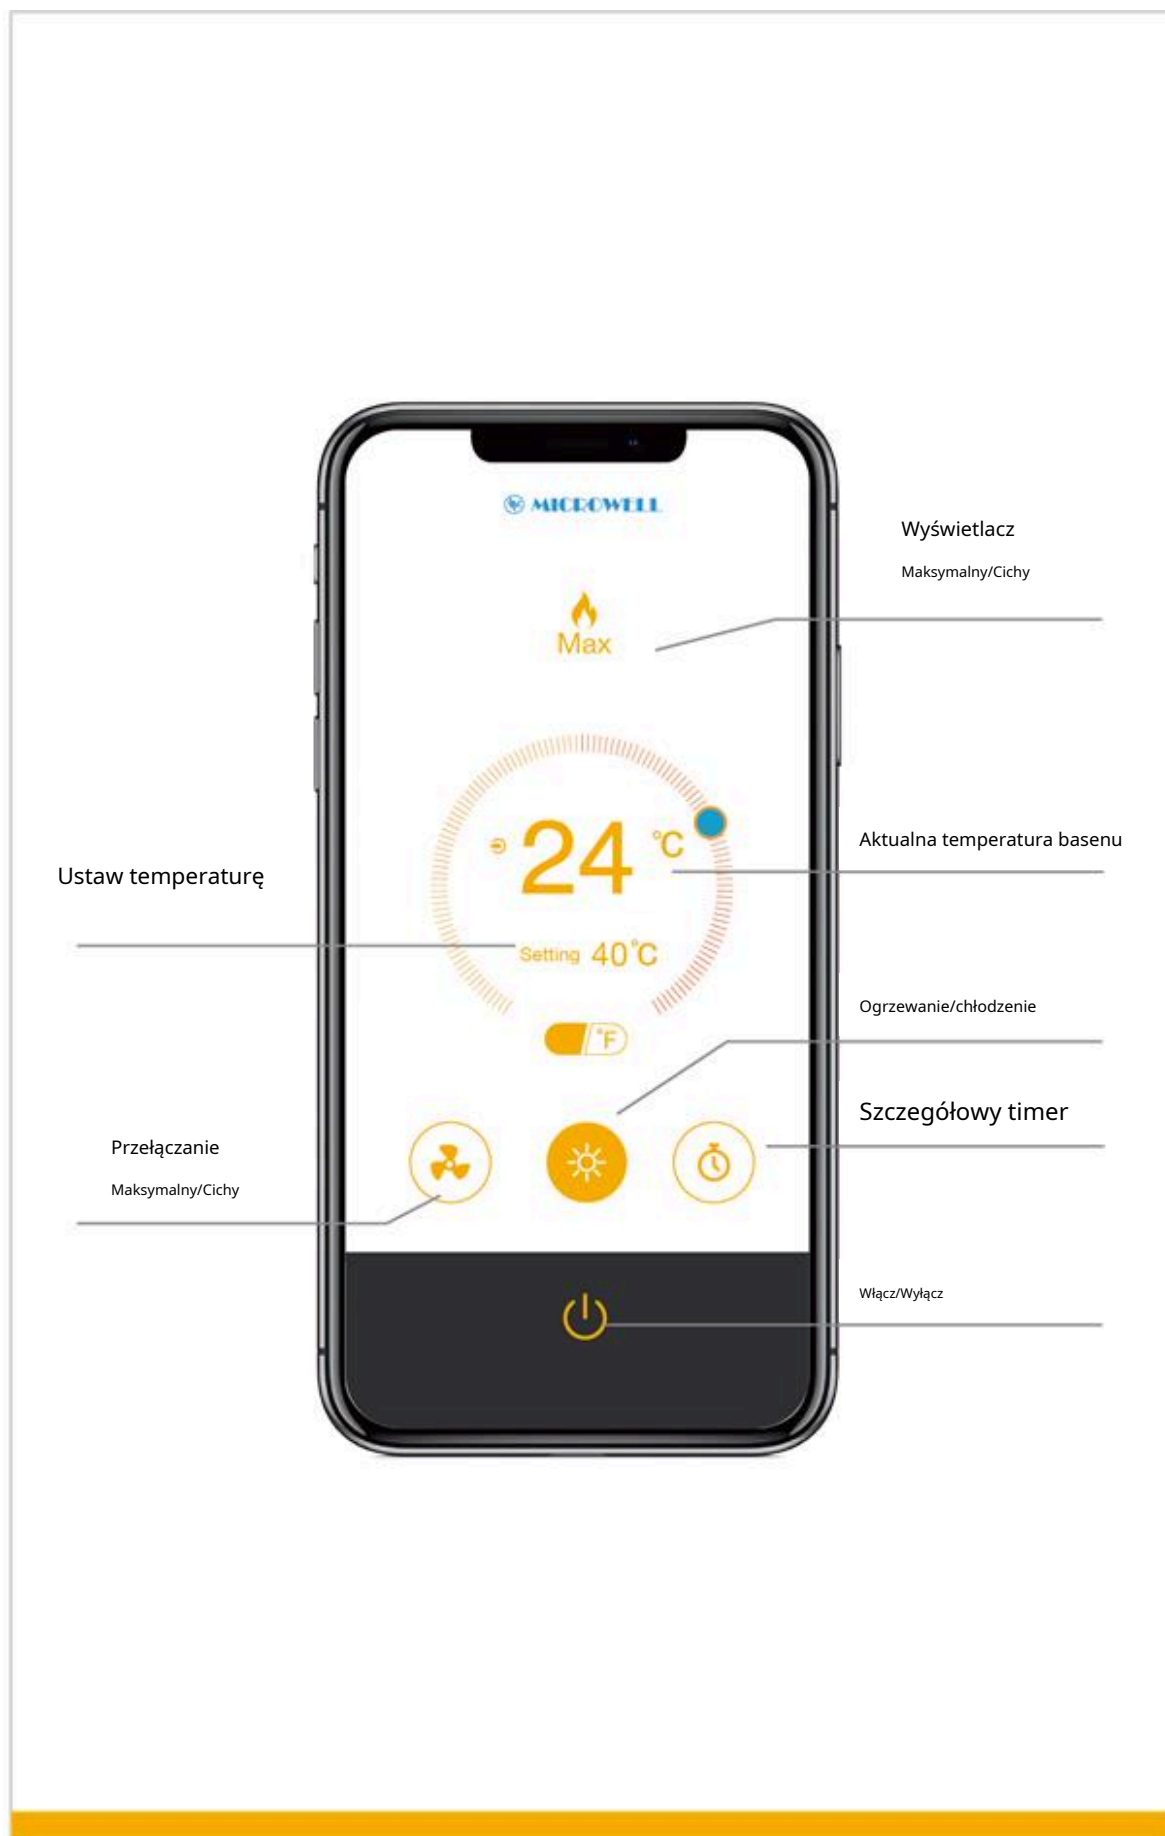 MICROWELL
Wyświetlacz
Maksymalny/Cichy
Max
24 °C
Aktualna temperatura basenu
Ustaw temperaturę
Setting 40°C
Ogrzewanie/chłodzenie
°F
Szczegółowy timer
Przełączanie
Maksymalny/Cichy
Włącz/Wyłącz